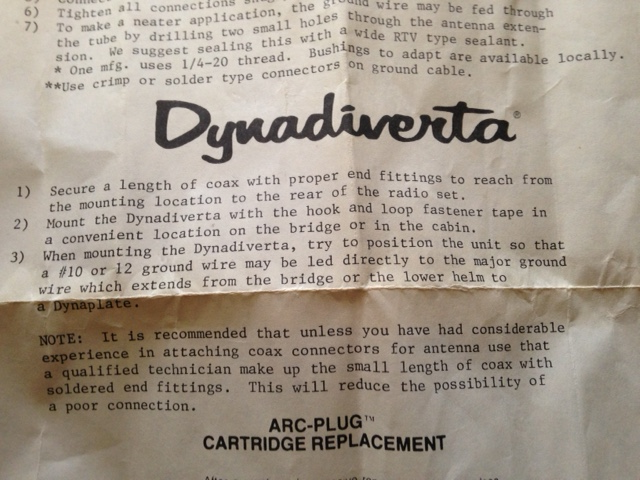 6) Tighten all connections
ground wire may be fed through
7) To make a neater application, the
the tube by drilling two small holes through the antenna exten-
sion. We suggest sealing this with a wide RTV type sealant.
* One mfg. uses 1/4-20 thread. Bushings to adapt are available locally.
**Use crimp or solder type connectors on ground cable.
Dynadiverta®
1) Secure a length of coax with proper end fittings to reach from
the mounting location to the rear of the radio set.
2) Mount the Dynadiverta with the hook and loop fastener tape in
a convenient location on the bridge or in the cabin.
3) When mounting the Dynadiverta, try to position the unit so that
a #10 or 12 ground wire may be led directly to the major ground
wire which extends from the bridge or the lower helm to
a Dynaplate.
NOTE: It is recommended that unless you have had considerable
experience in attaching coax connectors for antenna use that
a qualified technician make up the small length of coax with
soldered end fittings. This will reduce the possibility of
a poor connection.
ARC-PLUG™
CARTRIDGE REPLACEMENT